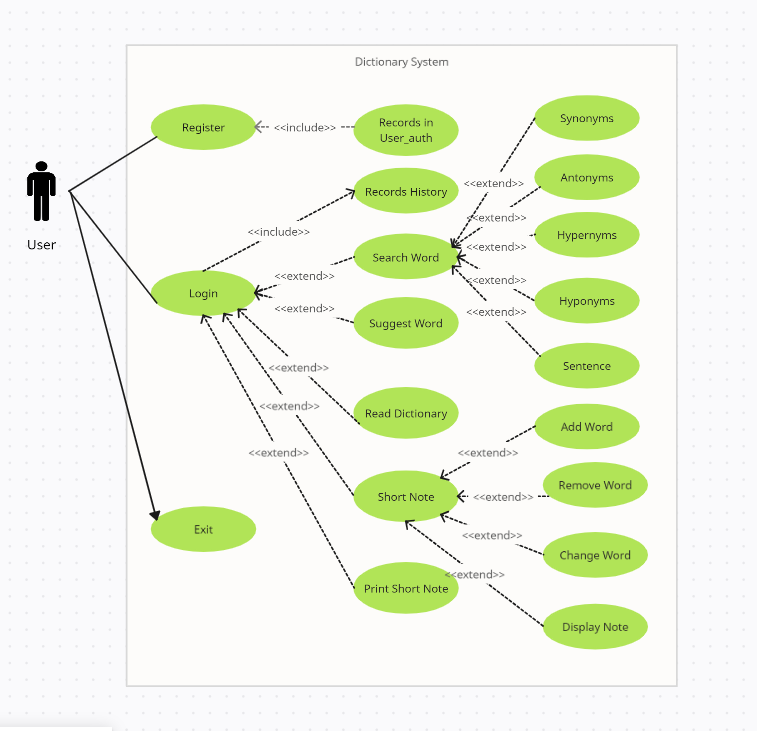 Dictionary System
Synonyms
Register
<<include>>
Records in
User_auth
Antonyms
<<extend>>
Records History
<<extend>>
User
<<include>>
Hypernyms
<<extend>>
Search Word
<<extend>>
<<extend>>
Login
Hyponyms
<<extend>>
<<extend>>
Suggest Word
Sentence
<<extend>>
<<extend>>
Read Dictionary
Add Word
<<extend>>
<<extend>>
Remove Word
Short Note
<<extend>>
Exit
<<extend>>
Change Word
<<extend>>
Print Short Note
Display Note